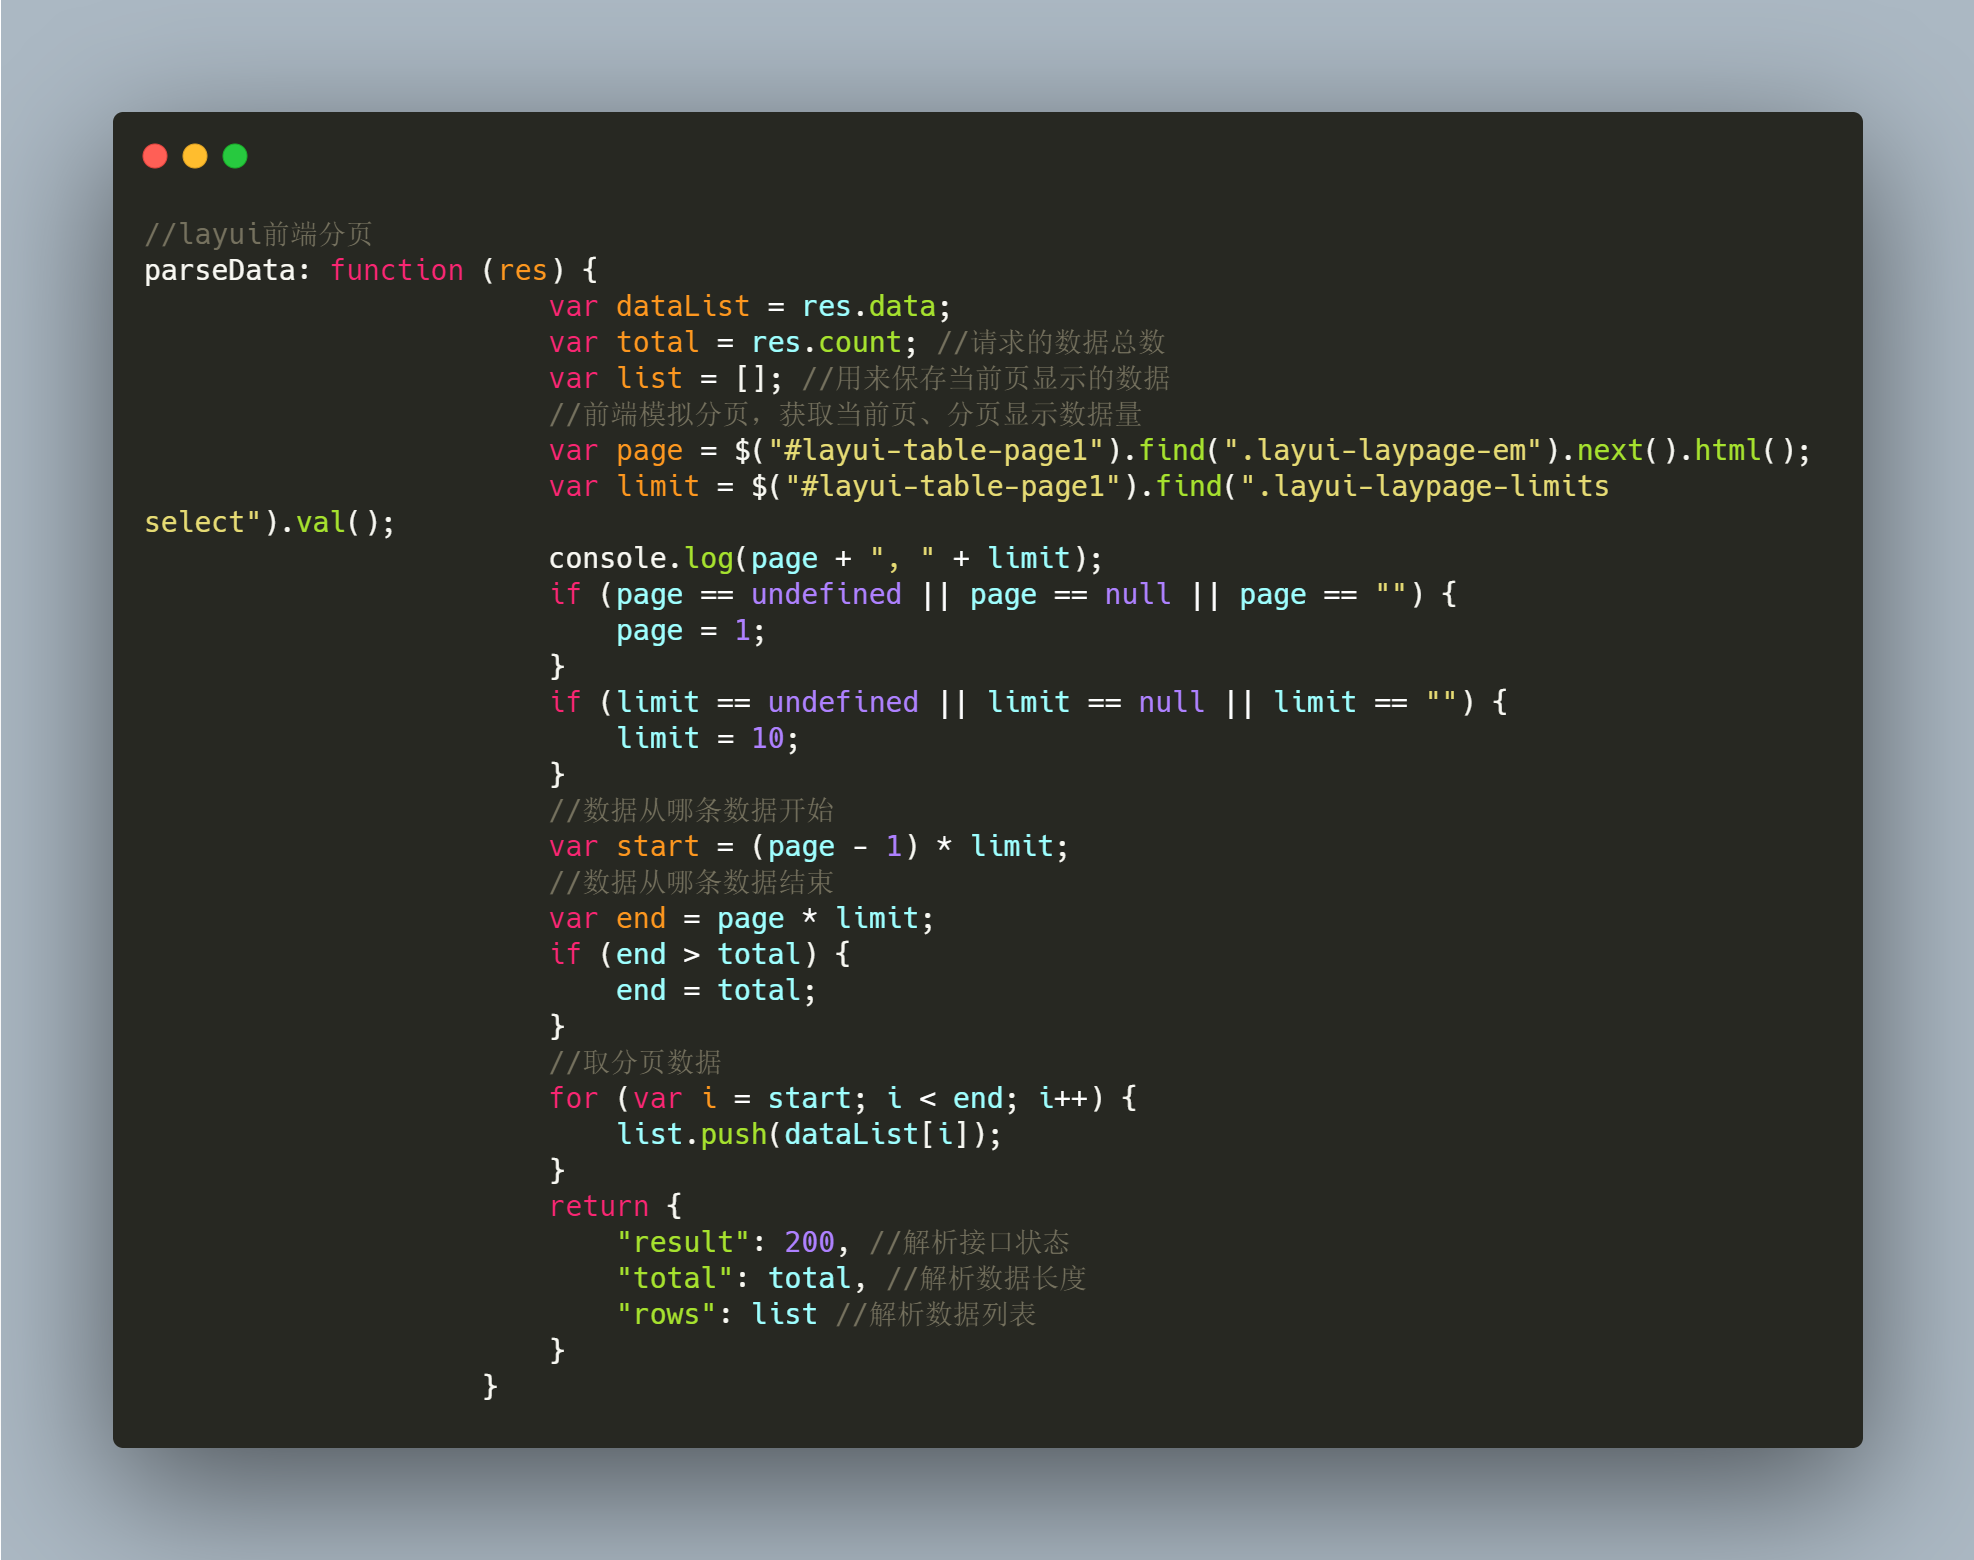 //layui前端分页
parseData: function (res) {
                        var dataList = res.data;
                        var total = res.count; //请求的数据总数
                        var list = []; //用来保存当前页显示的数据
                        //前端模拟分页，获取当前页、分页显示数据量
                        var page = $("#layui-table-page1").find(".layui-laypage-em").next().html();
                        var limit = $("#layui-table-page1").find(".layui-laypage-limits
select").val();
                        console.log(page + ", " + limit);
                        if (page == undefined || page == null || page == "") {
                            page = 1;
                        }
                        if (limit == undefined || limit == null || limit == "") {
                            limit = 10;
                        }
                        //数据从哪条数据开始
                        var start = (page - 1) * limit;
                        //数据从哪条数据结束
                        var end = page * limit;
                        if (end > total) {
                            end = total;
                        }
                        //取分页数据
                        for (var i = start; i < end; i++) {
                            list.push(dataList[i]);
                        }
                        return {
                            "result": 200, //解析接口状态
                            "total": total, //解析数据长度
                            "rows": list //解析数据列表
                        }
                    }